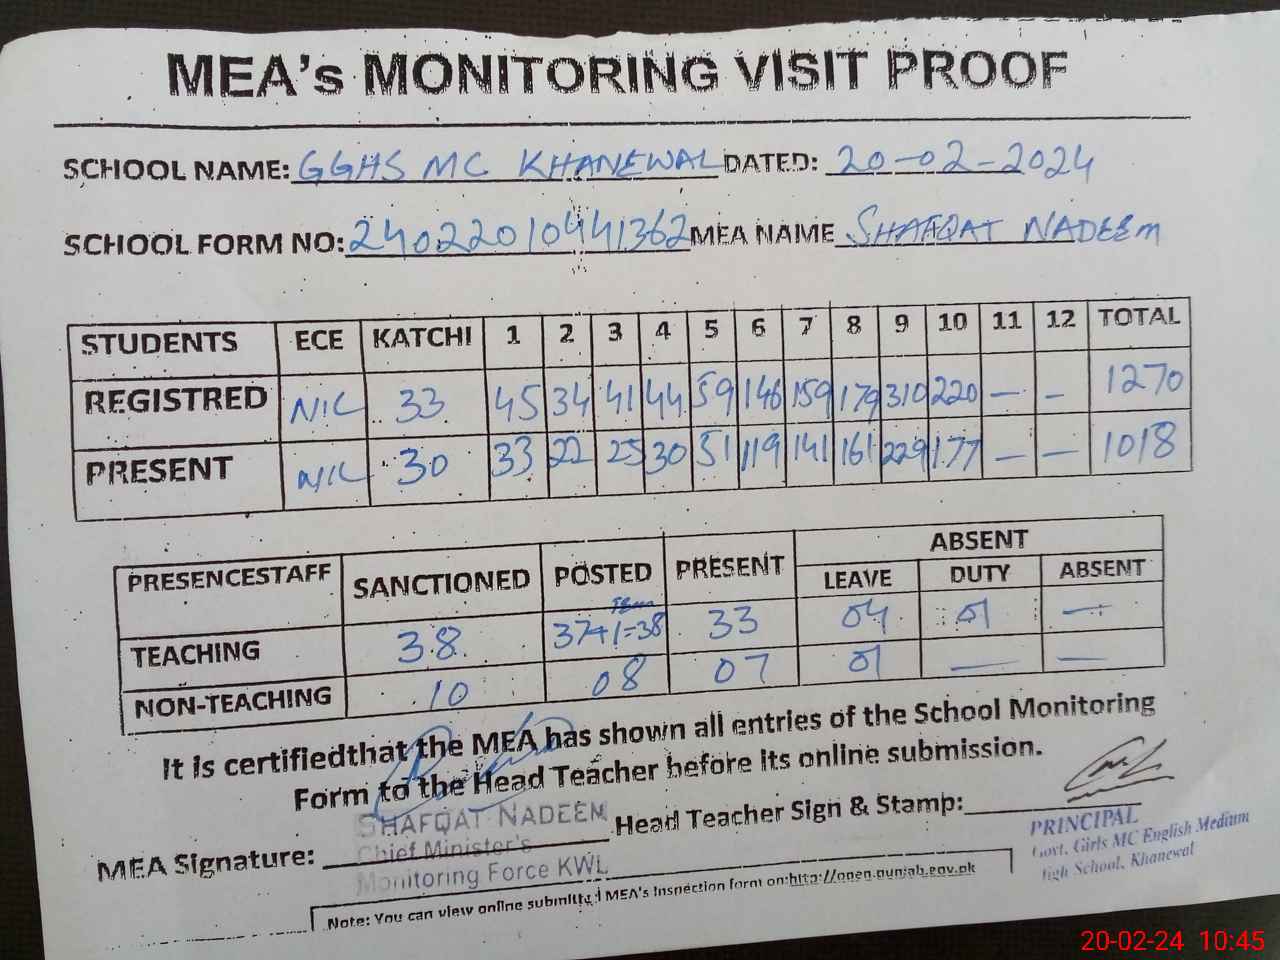 MEA's MONITORING VISIT PROOF
SCHOOL NAME: GGHS MC KHANEWAL DATED: 20-02-2024
SCHOOL FORM NO: 24022010441362 MEA NAME SHAFQAT NADEEM
STUDENTS ECE KATCHI 1 2 3 4 5 6 7 8 9 10 11 12 TOTAL
REGISTRED NIL 33 45 34 41 44 59 146 159 179 310 220 — — 1270
PRESENT NIL 30 33 22 25 30 51 119 141 161 229 177 — — 1018
ABSENT
PRESENCESTAFF SANCTIONED POSTED PRESENT LEAVE DUTY ABSENT
TEACHING 38 37+1=38 33 04 01 —
NON-TEACHING 10 08 07 01 — —
It is certifiedthat the MEA has shown all entries of the School Monitoring
Form to the Head Teacher before its online submission.
MEA Signature: Head Teacher Sign & Stamp:
SHAFQAT NADEEM
Chief Minister's
Monitoring Force KWL
PRINCIPAL
Govt. Girls MC English Medium
High School, Khanewal
Note: You can view online submitted MEA's Inspection form on:http://open.punjab.gov.pk
20-02-24 10:45